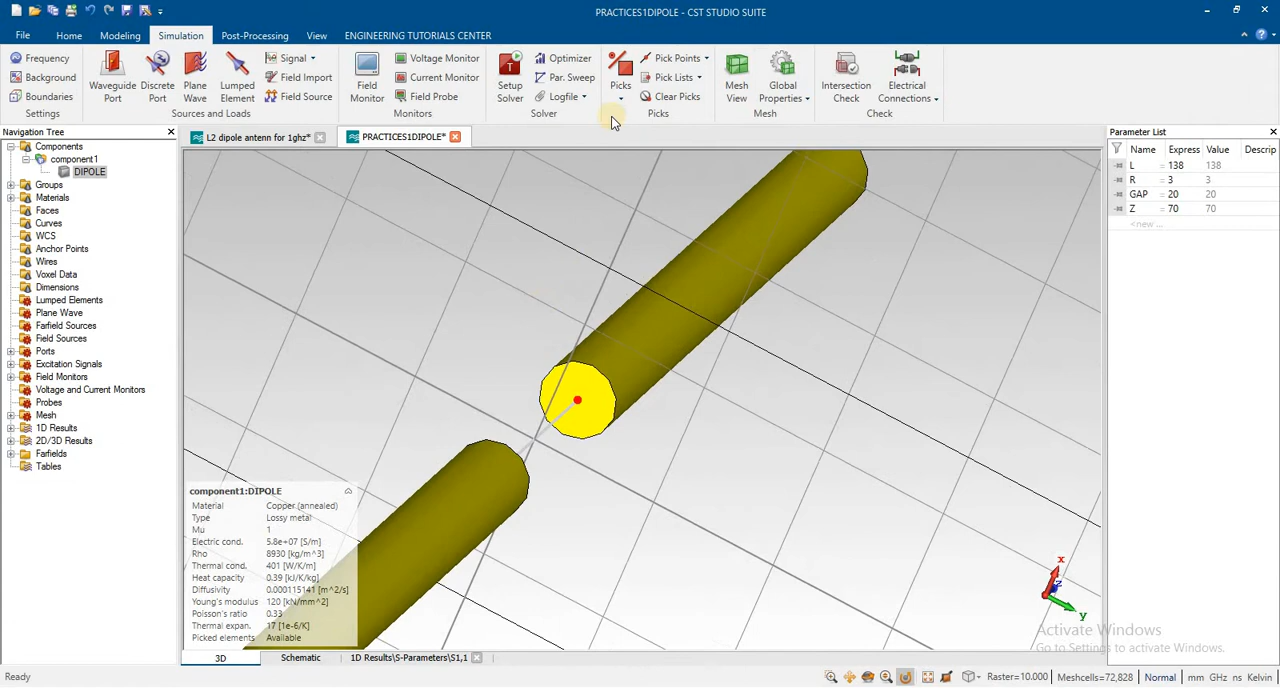 PRACTICES1DIPOLE - CST STUDIO SUITE
File Home Modeling Simulation Post-Processing View ENGINEERING TUTORIALS CENTER
Frequency
Background
Boundaries
Settings
Waveguide Port
Discrete Port
Plane Wave
Lumped Element
Signal
Field Import
Field Source
Sources and Loads
Field Monitor
Voltage Monitor
Current Monitor
Field Probe
Monitors
Setup Solver
Optimizer
Par. Sweep
Logfile
Solver
Picks
Pick Points
Pick Lists
Clear Picks
Picks
Mesh View
Global Properties
Mesh
Intersection Check
Electrical Connections
Check
Navigation Tree
Components
component1
DIPOLE
Groups
Materials
Faces
Curves
WCS
Anchor Points
Wires
Voxel Data
Dimensions
Lumped Elements
Plane Wave
Farfield Sources
Field Sources
Ports
Excitation Signals
Field Monitors
Voltage and Current Monitors
Probes
Mesh
1D Results
2D/3D Results
Farfields
Tables
L2 dipole antenn for 1ghz*
PRACTICES1DIPOLE*
component1:DIPOLE
Material Copper (annealed)
Type Lossy metal
Mu 1
Electric cond. 5.8e+07 [S/m]
Rho 8930 [kg/m^3]
Thermal cond. 401 [W/K/m]
Heat capacity 0.39 [kJ/K/kg]
Diffusivity 0.000115141 [m^2/s]
Young's modulus 120 [kN/mm^2]
Poisson's ratio 0.33
Thermal expan. 17 [1e-6/K]
Picked elements Available
x
z
y
3D Schematic 1D Results\S-Parameters\S1,1
Parameter List
Name Express Value Descrip
L = 138 138
R = 3 3
GAP = 20 20
Z = 70 70
<new ...
Activate Windows
Go to Settings to activate Windows.
Ready
Raster=10.000 Meshcells=72,828 Normal mm GHz ns Kelvin